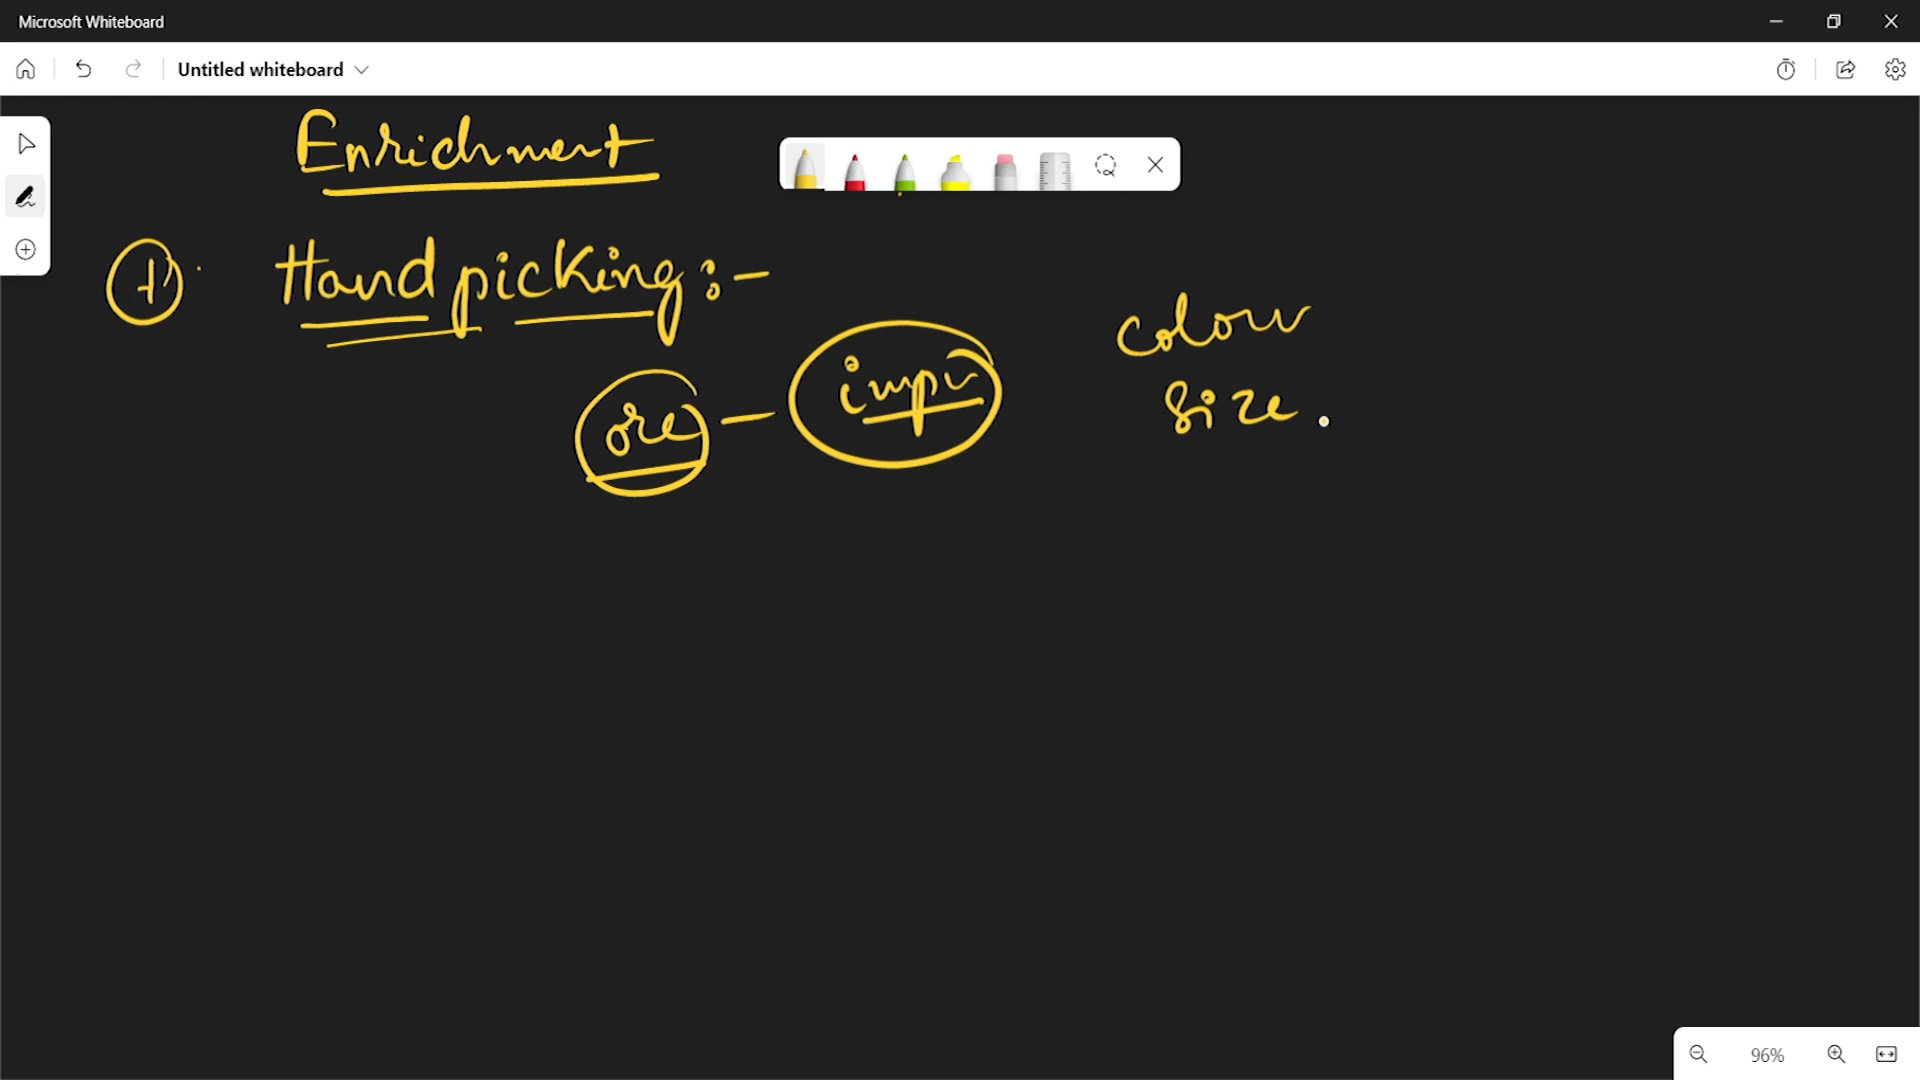 Microsoft Whiteboard
Untitled whiteboard
Enrichment
1) Hand picking :-
colour
ore — impu
size .
96%